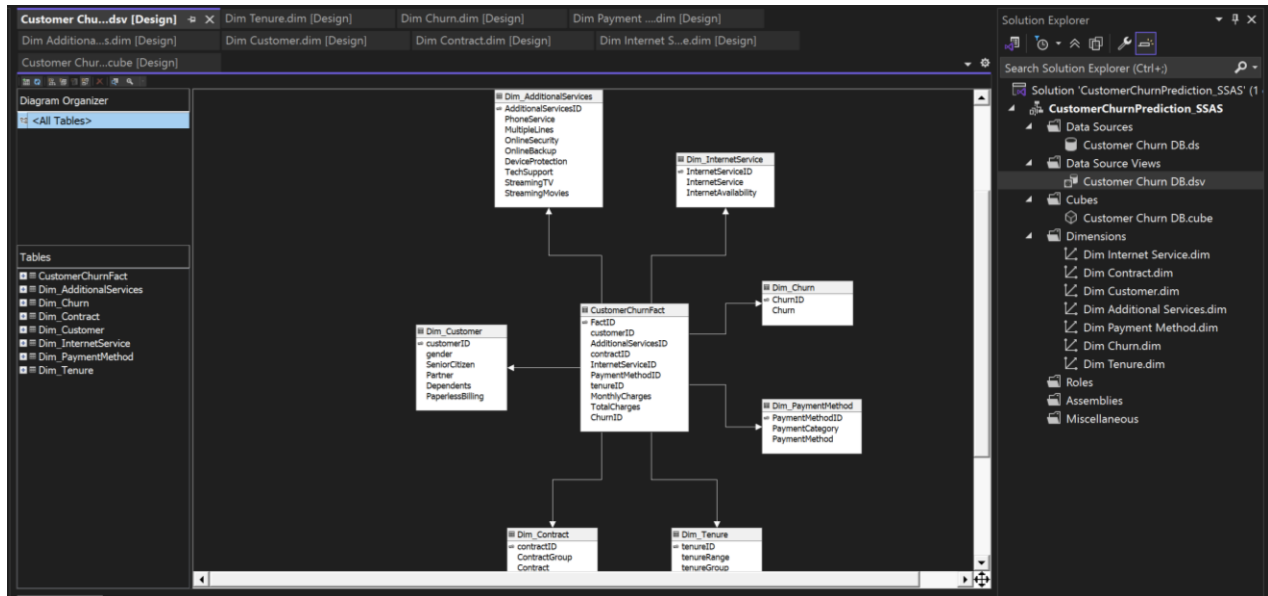 Customer Chu...dsv [Design]
Dim Tenure.dim [Design]
Dim Churn.dim [Design]
Dim Payment ....dim [Design]
Dim Additiona...s.dim [Design]
Dim Customer.dim [Design]
Dim Contract.dim [Design]
Dim Internet S...e.dim [Design]
Customer Chur...cube [Design]
Diagram Organizer
<All Tables>
Tables
CustomerChurnFact
Dim_AdditionalServices
Dim_Churn
Dim_Contract
Dim_Customer
Dim_InternetService
Dim_PaymentMethod
Dim_Tenure
Dim_AdditionalServices
AdditionalServicesID
PhoneService
MultipleLines
OnlineSecurity
OnlineBackup
DeviceProtection
TechSupport
StreamingTV
StreamingMovies
Dim_InternetService
InternetServiceID
InternetService
InternetAvailability
Dim_Churn
ChurnID
Churn
CustomerChurnFact
FactID
customerID
AdditionalServicesID
contractID
InternetServiceID
PaymentMethodID
tenureID
MonthlyCharges
TotalCharges
ChurnID
Dim_Customer
customerID
gender
SeniorCitizen
Partner
Dependents
PaperlessBilling
Dim_PaymentMethod
PaymentMethodID
PaymentCategory
PaymentMethod
Dim_Contract
contractID
ContractGroup
Contract
Dim_Tenure
tenureID
tenureRange
tenureGroup
Solution Explorer
Search Solution Explorer (Ctrl+;)
Solution 'CustomerChurnPrediction_SSAS' (1
CustomerChurnPrediction_SSAS
Data Sources
Customer Churn DB.ds
Data Source Views
Customer Churn DB.dsv
Cubes
Customer Churn DB.cube
Dimensions
Dim Internet Service.dim
Dim Contract.dim
Dim Customer.dim
Dim Additional Services.dim
Dim Payment Method.dim
Dim Churn.dim
Dim Tenure.dim
Roles
Assemblies
Miscellaneous